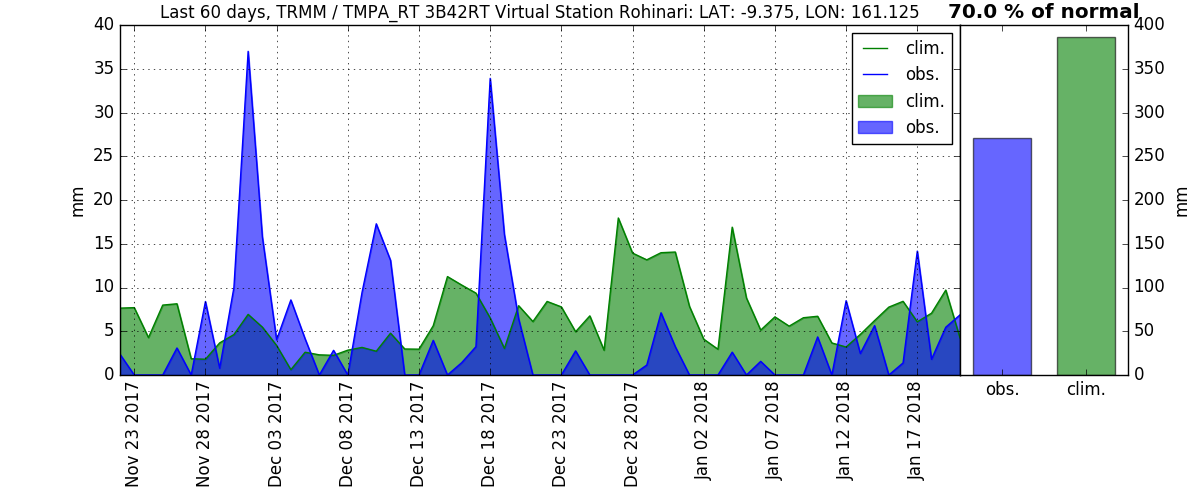 Last 60 days, TRMM / TMPA_RT 3B42RT Virtual Station Rohinari: LAT: -9.375, LON: 161.125
70.0 % of normal
40
35
30
25
20
15
10
5
0
mm
clim.
obs.
clim.
obs.
400
350
300
250
200
150
100
50
0
mm
Nov 23 2017
Nov 28 2017
Dec 03 2017
Dec 08 2017
Dec 13 2017
Dec 18 2017
Dec 23 2017
Dec 28 2017
Jan 02 2018
Jan 07 2018
Jan 12 2018
Jan 17 2018
obs.
clim.